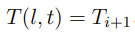 T(l, t) = T_{i+1}